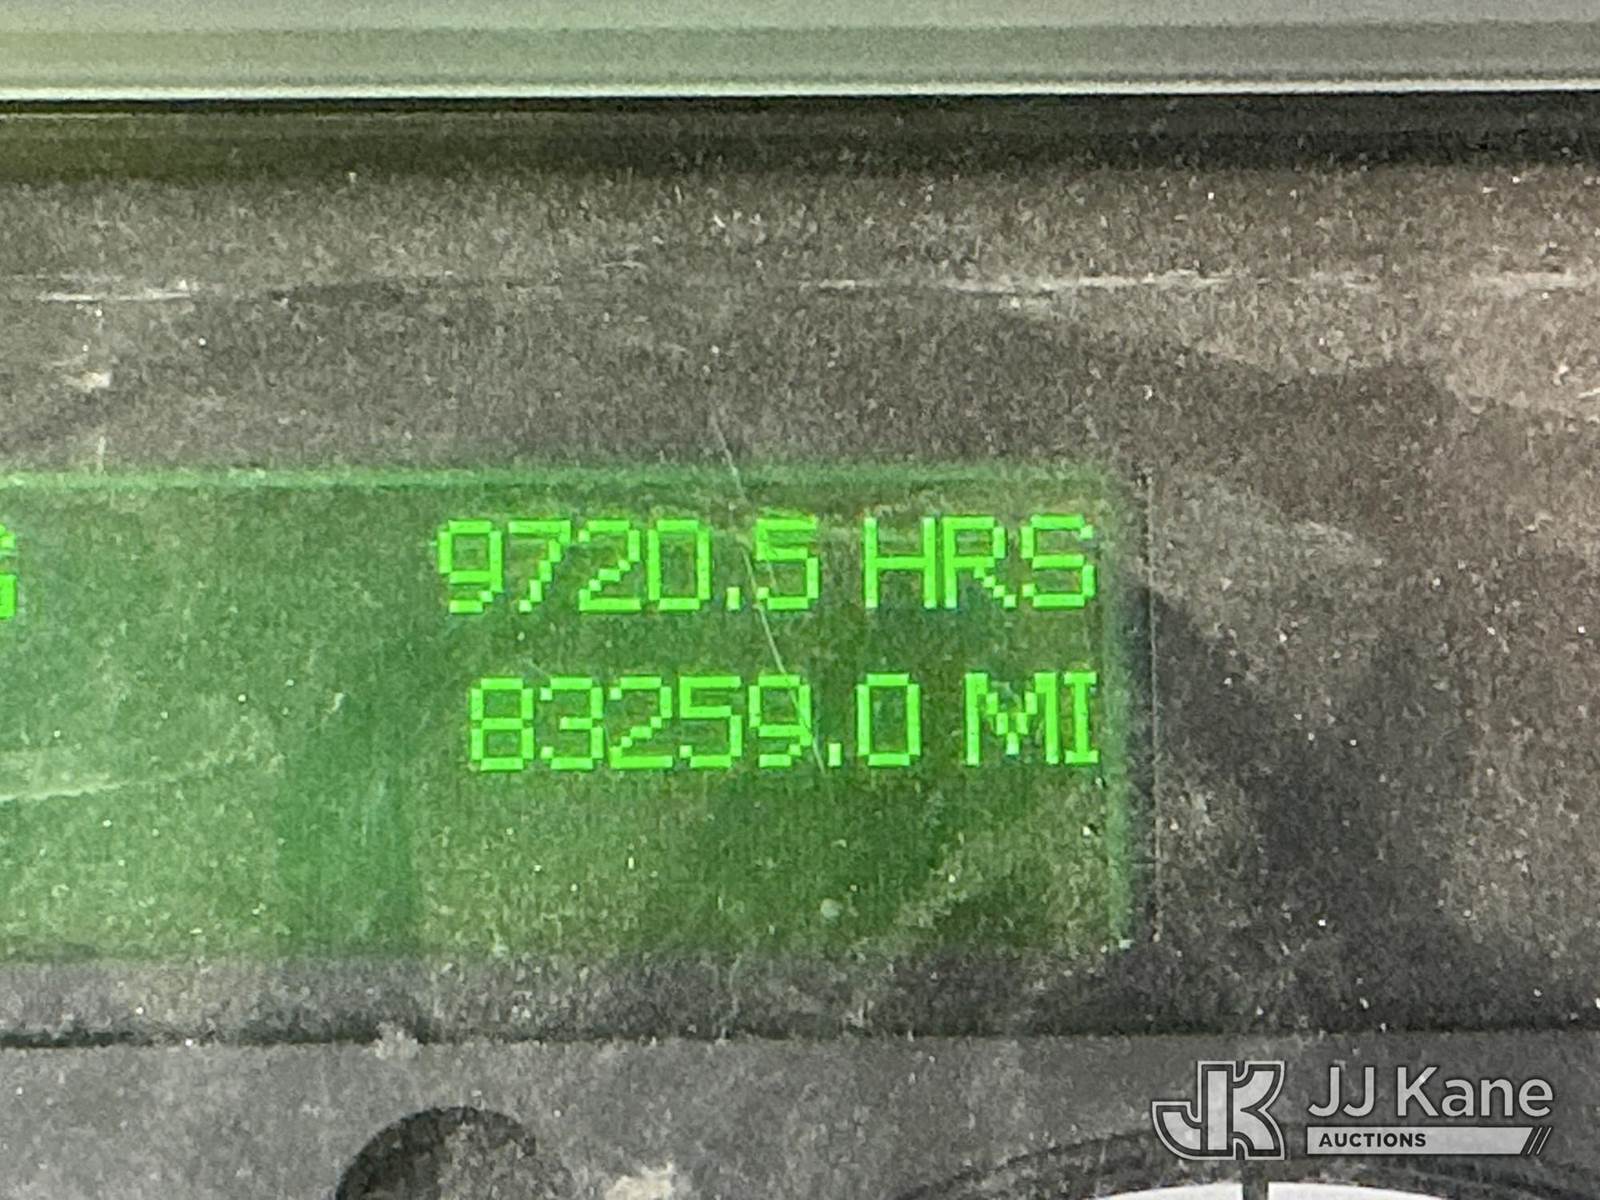 9720.5 HRS
83259.0 MI
JJ Kane
AUCTIONS